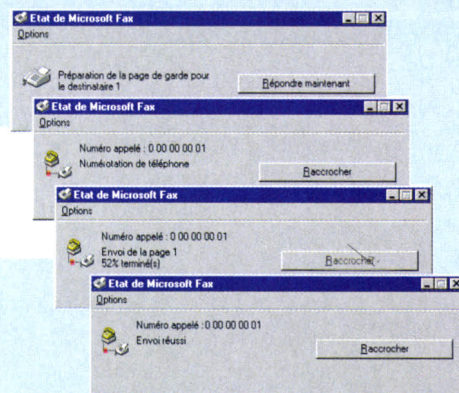 Etat de Microsoft Fax
Options
Préparation de la page de garde pour
le destinataire 1
Répondre maintenant
Etat de Microsoft Fax
Options
Numéro appelé : 0 00 00 00 01
Numérotation de téléphone
Raccrocher
Etat de Microsoft Fax
Options
Numéro appelé : 0 00 00 00 01
Envoi de la page 1
52% terminé(s)
Raccrocher
Etat de Microsoft Fax
Options
Numéro appelé : 0 00 00 00 01
Envoi réussi
Raccrocher